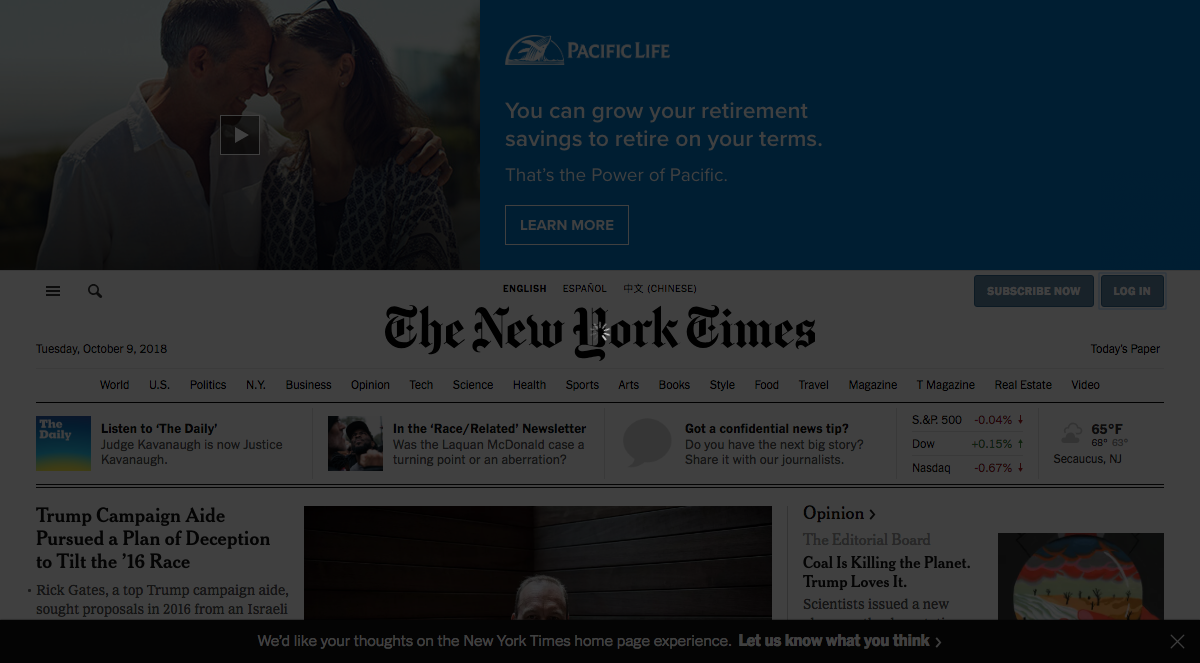 PACIFIC LIFE
You can grow your retirement
savings to retire on your terms.
That's the Power of Pacific.
LEARN MORE
ENGLISH ESPAÑOL 中文 (CHINESE)
SUBSCRIBE NOW LOG IN
The New York Times
Tuesday, October 9, 2018
Today's Paper
World U.S. Politics N.Y. Business Opinion Tech Science Health Sports Arts Books Style Food Travel Magazine T Magazine Real Estate Video
The
Daily
Listen to ‘The Daily’
Judge Kavanaugh is now Justice
Kavanaugh.
In the ‘Race/Related’ Newsletter
Was the Laquan McDonald case a
turning point or an aberration?
Got a confidential news tip?
Do you have the next big story?
Share it with our journalists.
S.&P. 500 -0.04% ↓
Dow +0.15% ↑
Nasdaq -0.67% ↓
65°F
68° 63°
Secaucus, NJ
Trump Campaign Aide
Pursued a Plan of Deception
to Tilt the ’16 Race
• Rick Gates, a top Trump campaign aide,
sought proposals in 2016 from an Israeli
Opinion >
The Editorial Board
Coal Is Killing the Planet.
Trump Loves It.
Scientists issued a new
We’d like your thoughts on the New York Times home page experience. Let us know what you think >